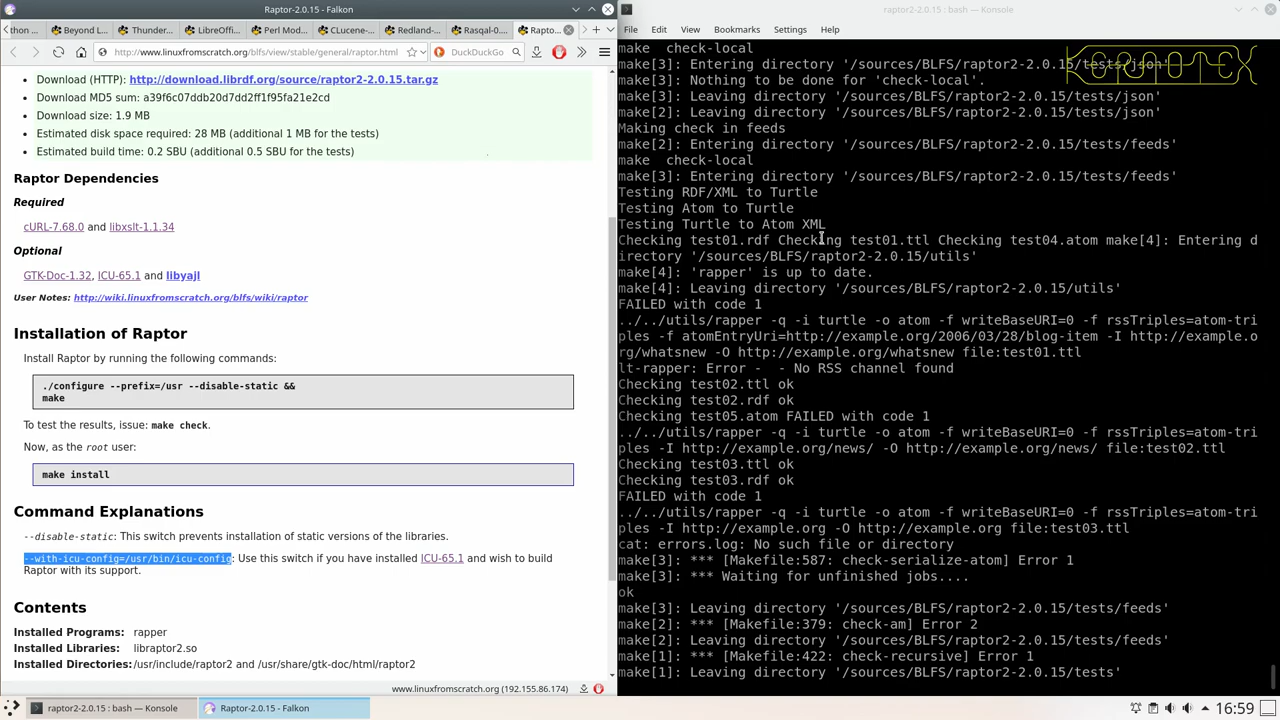 Raptor-2.0.15 - Falkon
ython ...
Beyond L...
Thunder...
LibreOffi...
Perl Mod...
CLucene-...
Redland-...
Rasqal-0...
Rapto...
http://www.linuxfromscratch.org/blfs/view/stable/general/raptor.html
DuckDuckGo
Download (HTTP): http://download.librdf.org/source/raptor2-2.0.15.tar.gz
Download MD5 sum: a39f6c07ddb20d7dd2ff1f95fa21e2cd
Download size: 1.9 MB
Estimated disk space required: 28 MB (additional 1 MB for the tests)
Estimated build time: 0.2 SBU (additional 0.5 SBU for the tests)
Raptor Dependencies
Required
cURL-7.68.0 and libxslt-1.1.34
Optional
GTK-Doc-1.32, ICU-65.1 and libyajl
User Notes: http://wiki.linuxfromscratch.org/blfs/wiki/raptor
Installation of Raptor
Install Raptor by running the following commands:
./configure --prefix=/usr --disable-static &&
make
To test the results, issue: make check.
Now, as the root user:
make install
Command Explanations
--disable-static: This switch prevents installation of static versions of the libraries.
--with-icu-config=/usr/bin/icu-config: Use this switch if you have installed ICU-65.1 and wish to build
Raptor with its support.
Contents
Installed Programs: rapper
Installed Libraries: libraptor2.so
Installed Directories: /usr/include/raptor2 and /usr/share/gtk-doc/html/raptor2
www.linuxfromscratch.org (192.155.86.174)
raptor2-2.0.15 : bash — Konsole
File Edit View Bookmarks Settings Help
KEROTEX
make  check-local
make[3]: Entering directory '/sources/BLFS/raptor2-2.0.15/tests/json'
make[3]: Nothing to be done for 'check-local'.
make[3]: Leaving directory '/sources/BLFS/raptor2-2.0.15/tests/json'
make[2]: Leaving directory '/sources/BLFS/raptor2-2.0.15/tests/json'
Making check in feeds
make[2]: Entering directory '/sources/BLFS/raptor2-2.0.15/tests/feeds'
make  check-local
make[3]: Entering directory '/sources/BLFS/raptor2-2.0.15/tests/feeds'
Testing RDF/XML to Turtle
Testing Atom to Turtle
Testing Turtle to Atom XML
Checking test01.rdf Checking test01.ttl Checking test04.atom make[4]: Entering d
irectory '/sources/BLFS/raptor2-2.0.15/utils'
make[4]: 'rapper' is up to date.
make[4]: Leaving directory '/sources/BLFS/raptor2-2.0.15/utils'
FAILED with code 1
../../utils/rapper -q -i turtle -o atom -f writeBaseURI=0 -f rssTriples=atom-tri
ples -f atomEntryUri=http://example.org/2006/03/28/blog-item -I http://example.o
rg/whatsnew -O http://example.org/whatsnew file:test01.ttl
lt-rapper: Error -  - No RSS channel found
Checking test02.ttl ok
Checking test02.rdf ok
Checking test05.atom FAILED with code 1
../../utils/rapper -q -i turtle -o atom -f writeBaseURI=0 -f rssTriples=atom-tri
ples -I http://example.org/news/ -O http://example.org/news/ file:test02.ttl
Checking test03.ttl ok
Checking test03.rdf ok
FAILED with code 1
../../utils/rapper -q -i turtle -o atom -f writeBaseURI=0 -f rssTriples=atom-tri
ples -I http://example.org -O http://example.org file:test03.ttl
cat: errors.log: No such file or directory
make[3]: *** [Makefile:587: check-serialize-atom] Error 1
make[3]: *** Waiting for unfinished jobs....
ok
make[3]: Leaving directory '/sources/BLFS/raptor2-2.0.15/tests/feeds'
make[2]: *** [Makefile:379: check-am] Error 2
make[2]: Leaving directory '/sources/BLFS/raptor2-2.0.15/tests/feeds'
make[1]: *** [Makefile:422: check-recursive] Error 1
make[1]: Leaving directory '/sources/BLFS/raptor2-2.0.15/tests'
raptor2-2.0.15 : bash — Konsole
Raptor-2.0.15 - Falkon
16:59